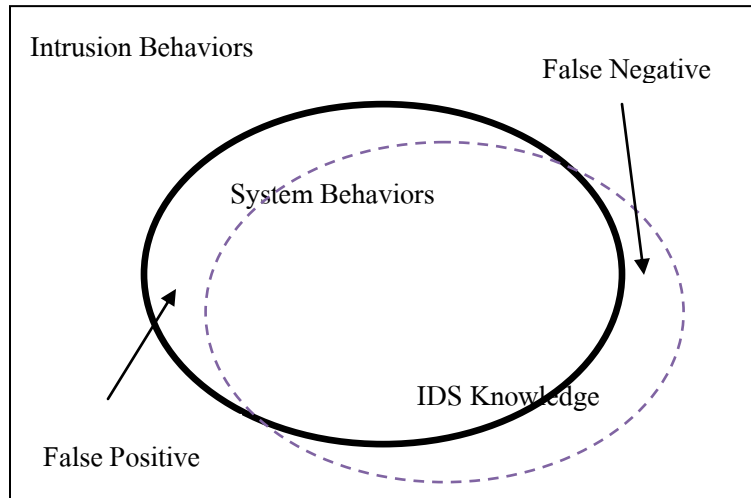 Intrusion Behaviors
False Negative
System Behaviors
IDS Knowledge
False Positive